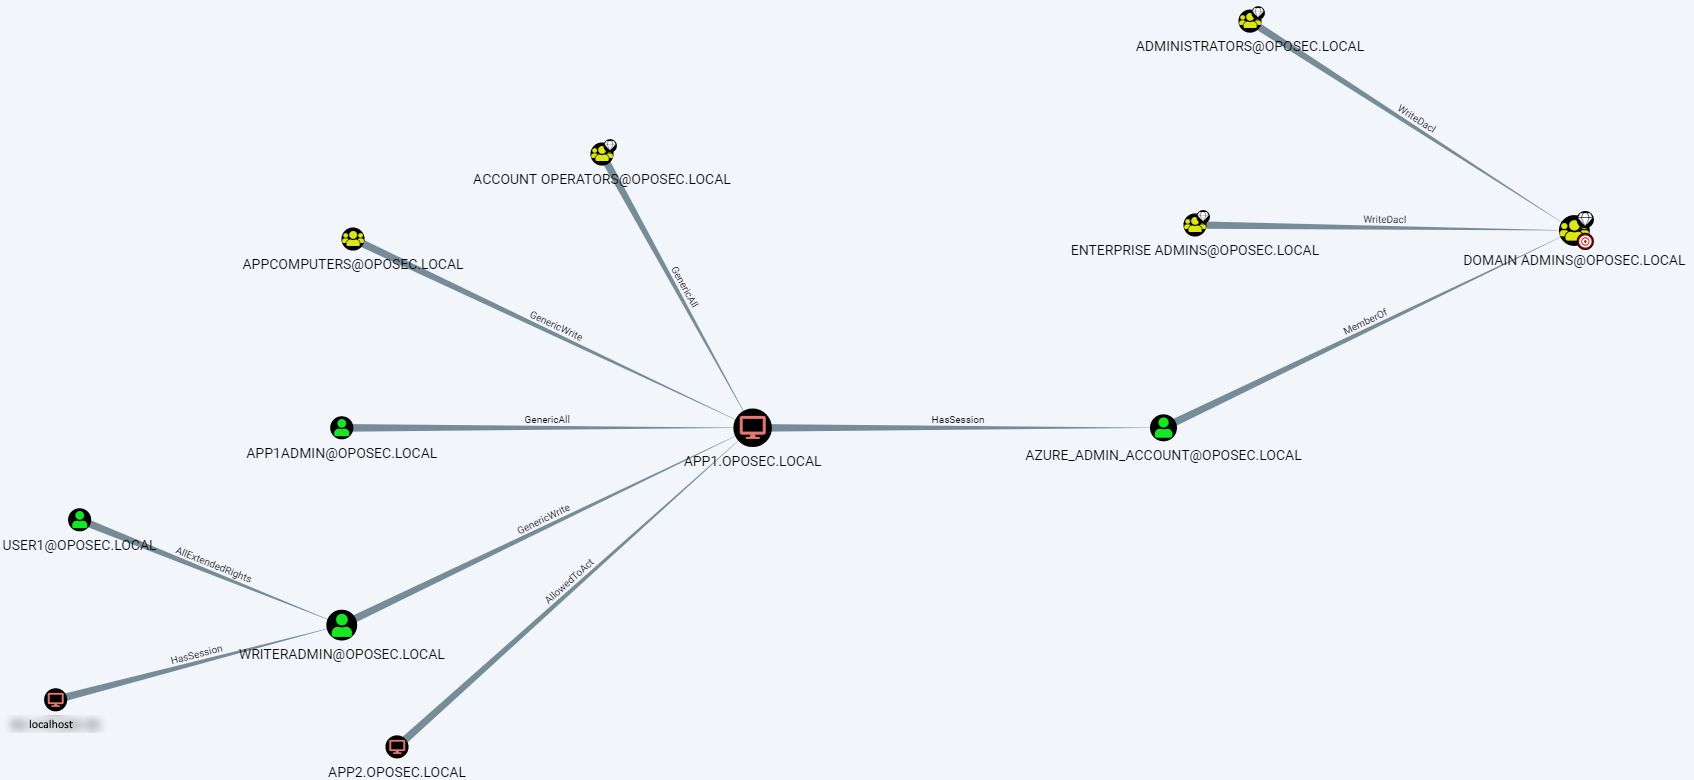 ADMINISTRATORS@OPOSEC.LOCAL
WriteDacl
ACCOUNT OPERATORS@OPOSEC.LOCAL
WriteDacl
ENTERPRISE ADMINS@OPOSEC.LOCAL
DOMAIN ADMINS@OPOSEC.LOCAL
APPCOMPUTERS@OPOSEC.LOCAL
GenericAll
GenericWrite
MemberOf
GenericAll
HasSession
APP1ADMIN@OPOSEC.LOCAL
AZURE_ADMIN_ACCOUNT@OPOSEC.LOCAL
APP1.OPOSEC.LOCAL
GenericWrite
USER1@OPOSEC.LOCAL
AllExtendedRights
AllowedToAct
HasSession
WRITERADMIN@OPOSEC.LOCAL
localhost
APP2.OPOSEC.LOCAL